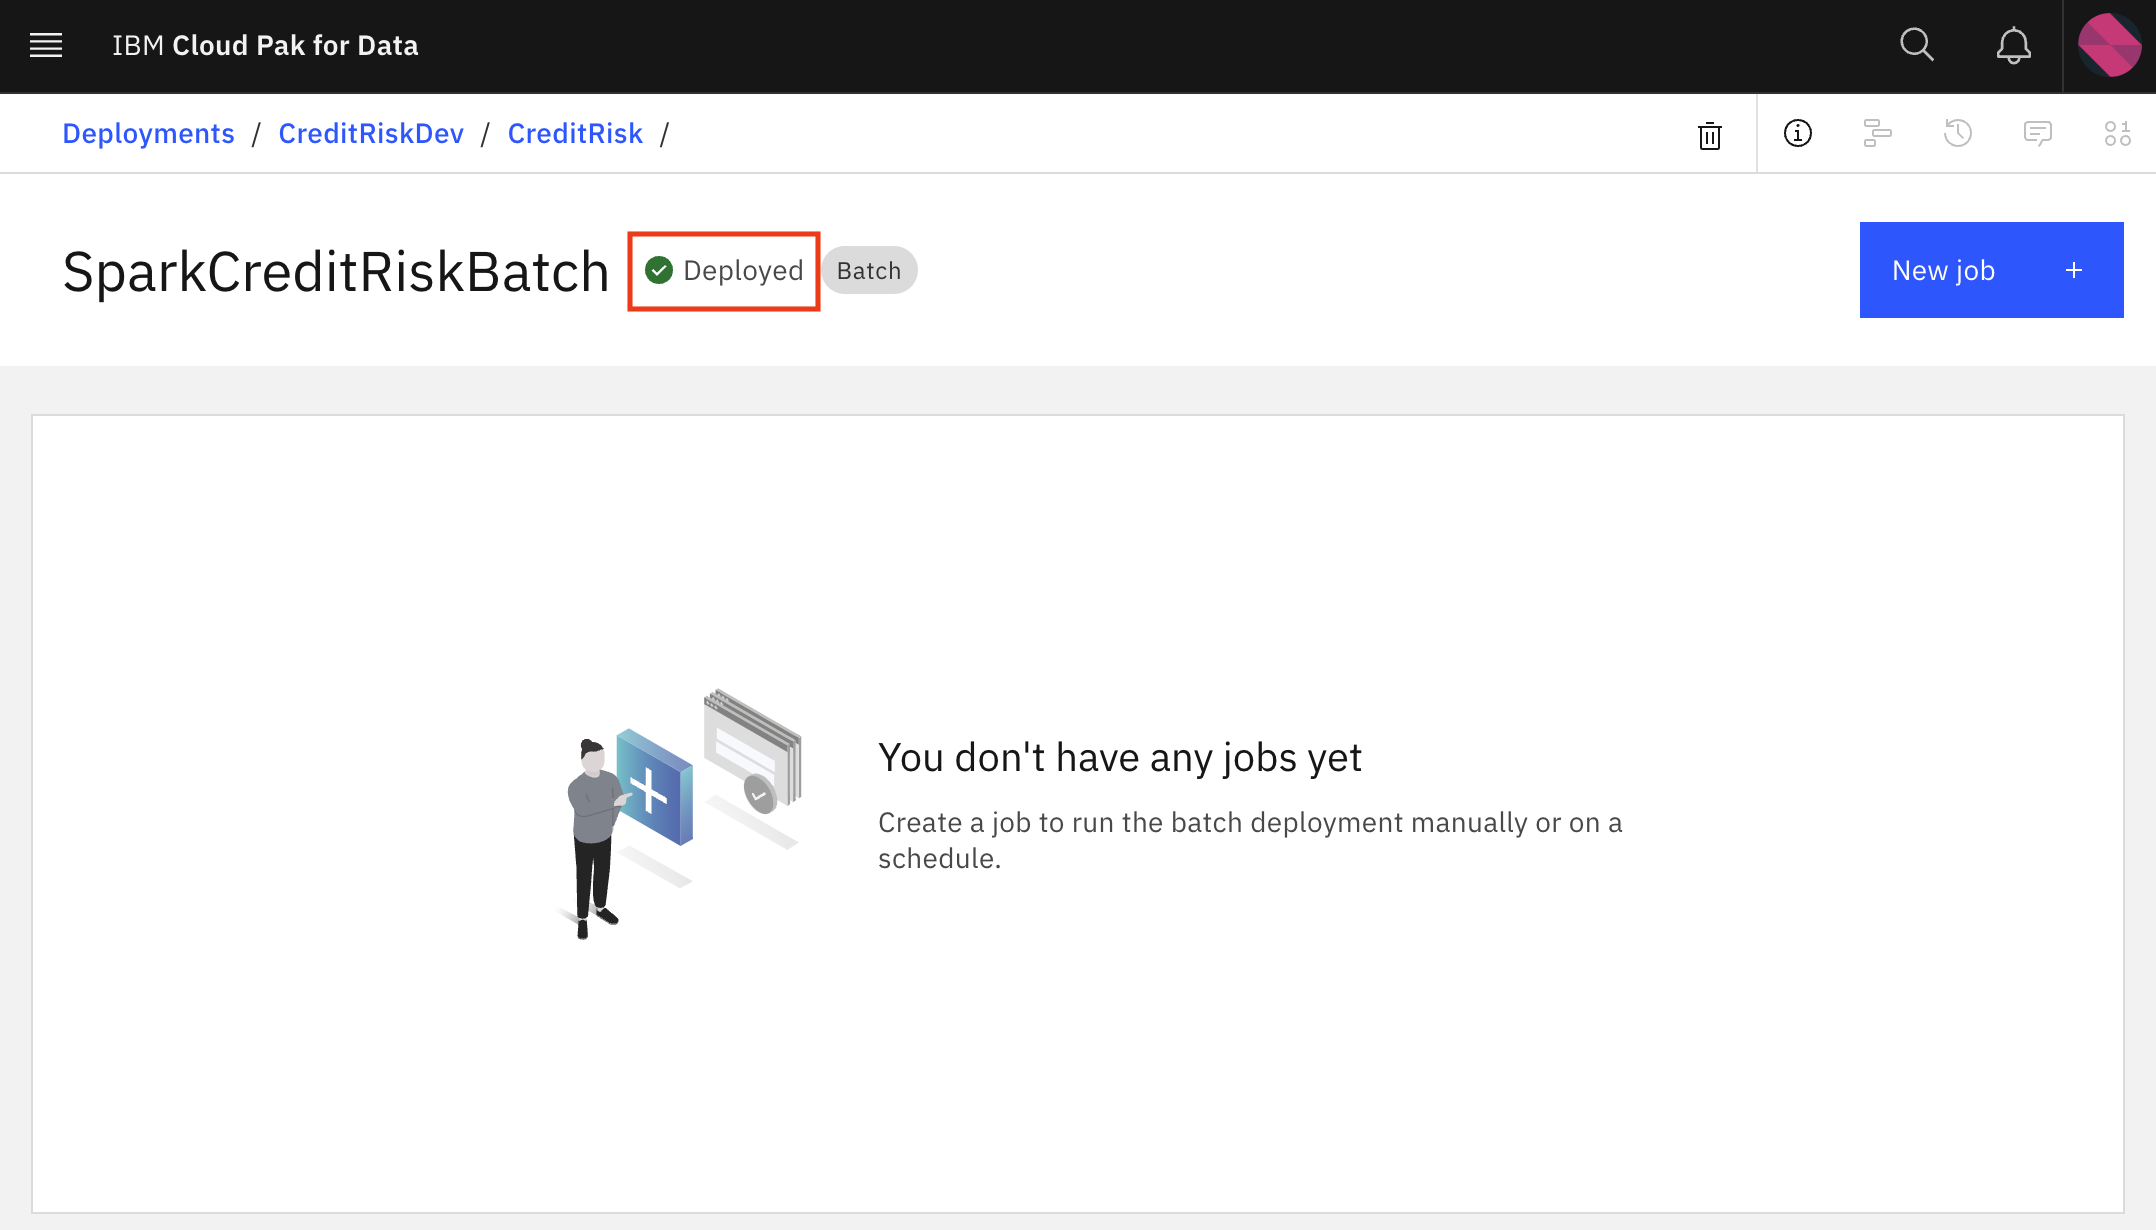 IBM Cloud Pak for Data
Deployments / CreditRiskDev / CreditRisk /
SparkCreditRiskBatch Deployed Batch New job +
You don't have any jobs yet
Create a job to run the batch deployment manually or on a
schedule.